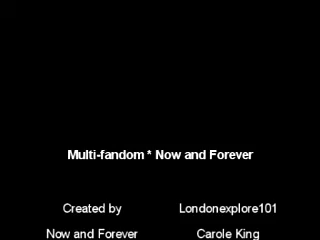 Multi-fandom * Now and Forever
Created by Londonexplore101
Now and Forever Carole King